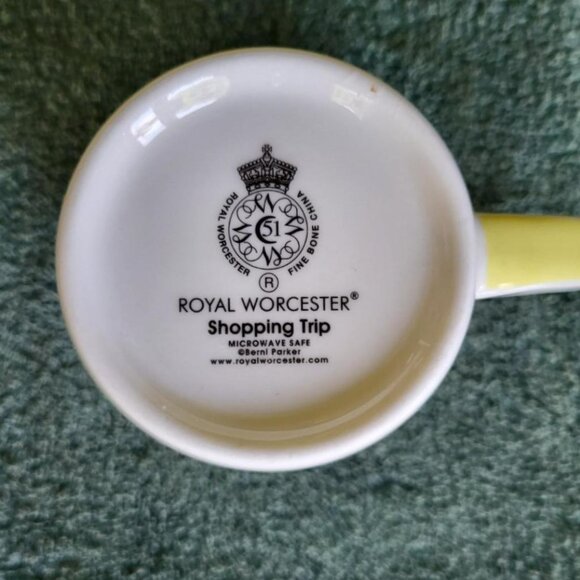 ROYAL WORCESTER
FINE BONE CHINA
C 51
®
ROYAL WORCESTER®
Shopping Trip
MICROWAVE SAFE
©Berni Parker
www.royalworcester.com